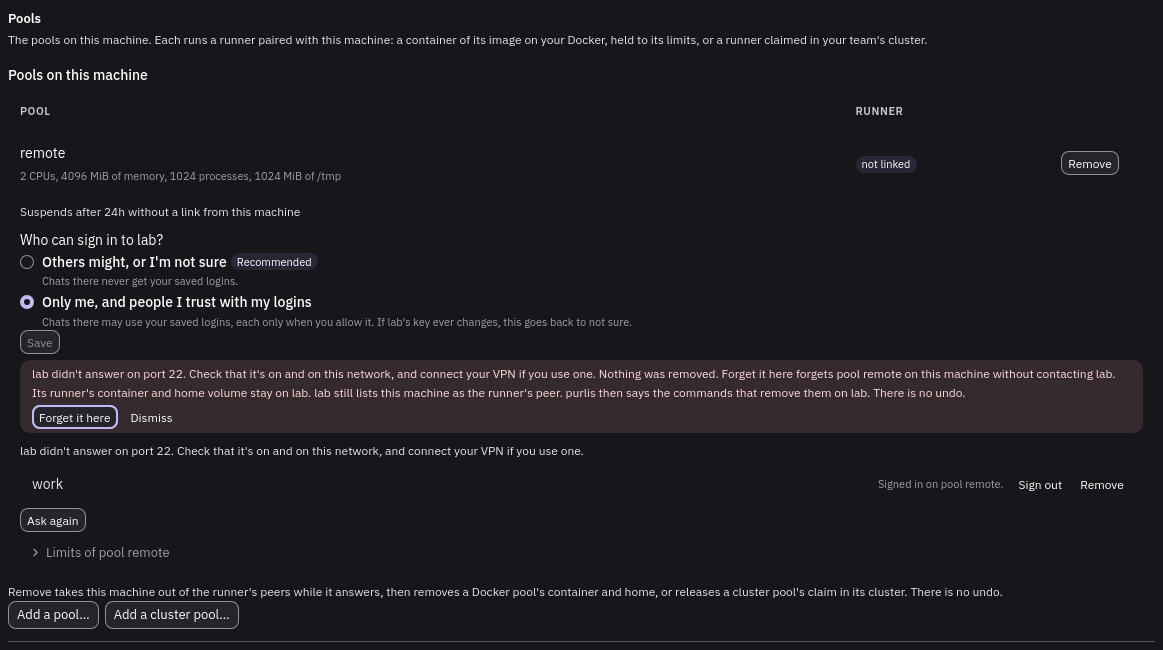 Pools
The pools on this machine. Each runs a runner paired with this machine: a container of its image on your Docker, held to its limits, or a runner claimed in your team's cluster.
Pools on this machine
POOL RUNNER
remote
2 CPUs, 4096 MiB of memory, 1024 processes, 1024 MiB of /tmp
not linked
Remove
Suspends after 24h without a link from this machine
Who can sign in to lab?
Others might, or I'm not sure Recommended
Chats there never get your saved logins.
Only me, and people I trust with my logins
Chats there may use your saved logins, each only when you allow it. If lab's key ever changes, this goes back to not sure.
Save
lab didn't answer on port 22. Check that it's on and on this network, and connect your VPN if you use one. Nothing was removed. Forget it here forgets pool remote on this machine without contacting lab.
Its runner's container and home volume stay on lab. lab still lists this machine as the runner's peer. purlis then says the commands that remove them on lab. There is no undo.
Forget it here Dismiss
lab didn't answer on port 22. Check that it's on and on this network, and connect your VPN if you use one.
work Signed in on pool remote. Sign out Remove
Ask again
Limits of pool remote
Remove takes this machine out of the runner's peers while it answers, then removes a Docker pool's container and home, or releases a cluster pool's claim in its cluster. There is no undo.
Add a pool... Add a cluster pool...